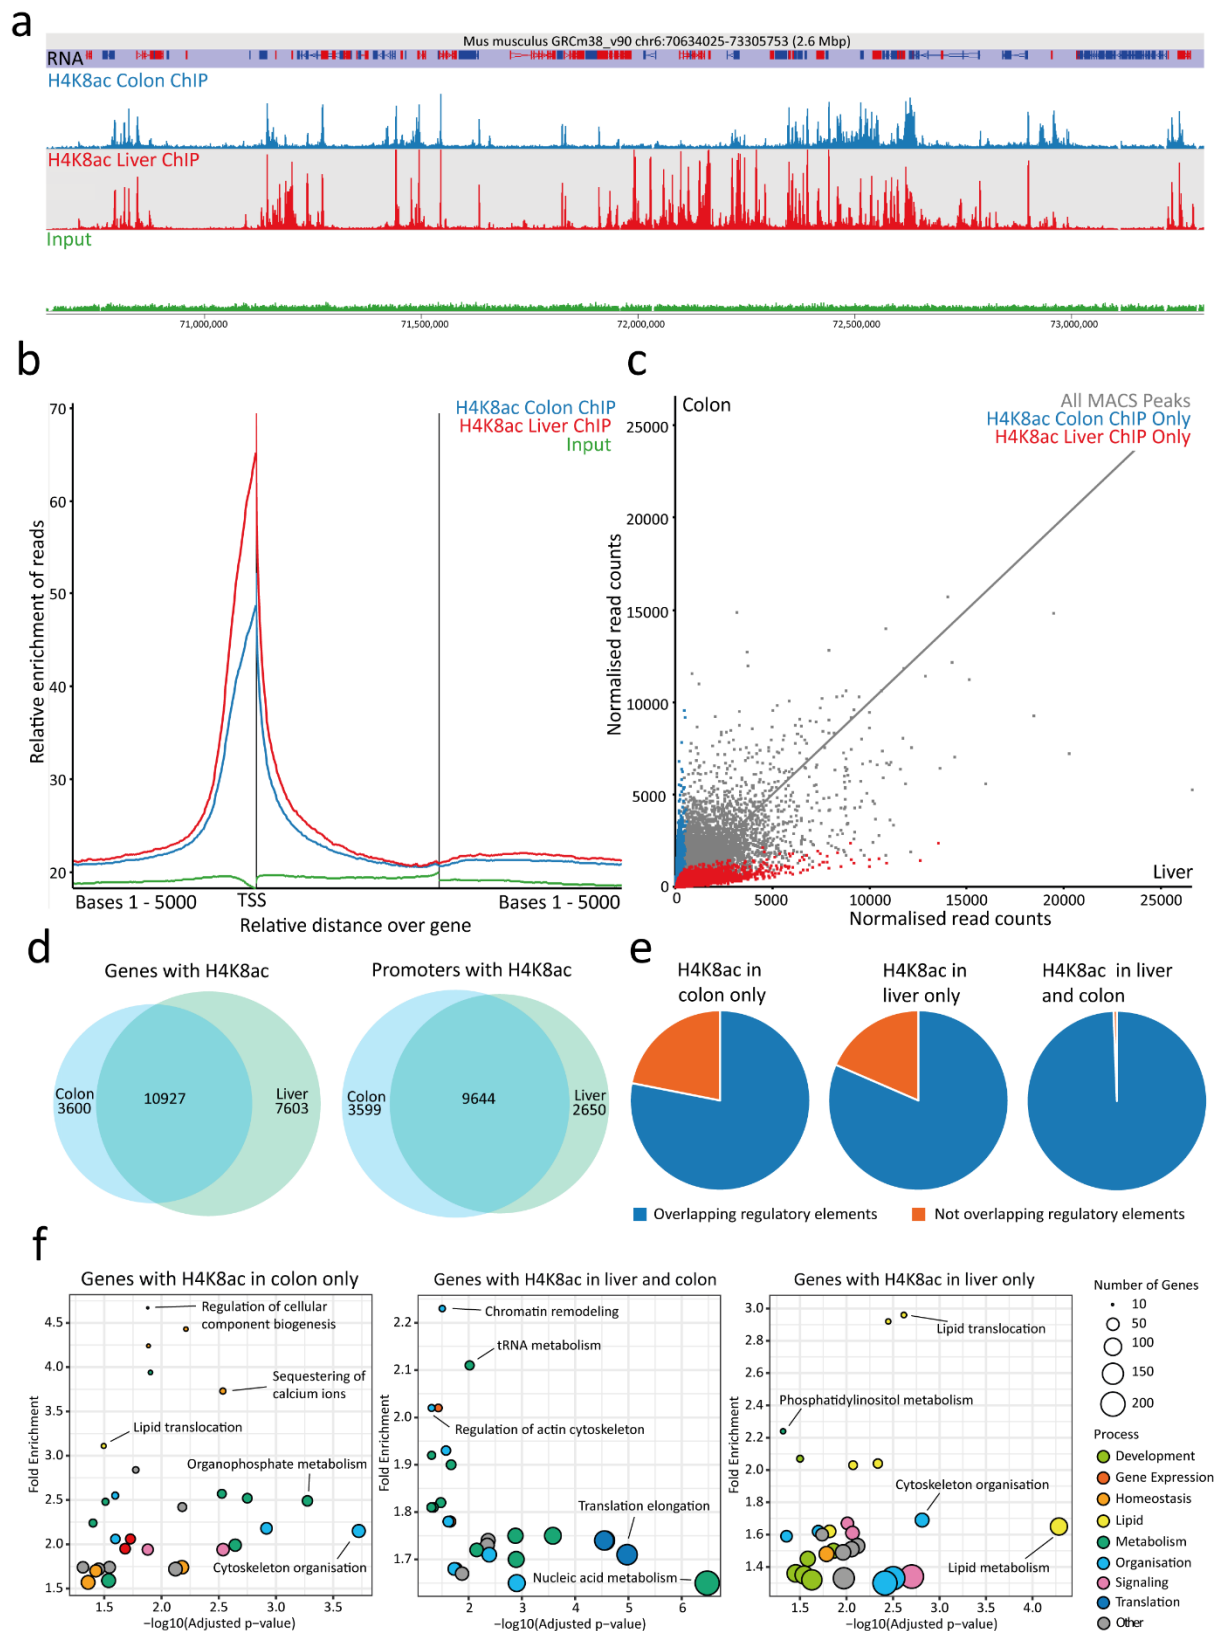 a
Mus musculus GRCm38_v90 chr6:70634025-73305753 (2.6 Mbp)
RNA
H4K8ac Colon ChIP
H4K8ac Liver ChIP
Input
71,000,000 71,500,000 72,000,000 72,500,000 73,000,000
b
70
60
50
40
30
20
Relative enrichment of reads
H4K8ac Colon ChIP
H4K8ac Liver ChIP
Input
Bases 1 - 5000 TSS Bases 1 - 5000
Relative distance over gene
c
Colon
All MACS Peaks
H4K8ac Colon ChIP Only
H4K8ac Liver ChIP Only
25000
20000
15000
10000
5000
0
Normalised read counts
Liver
0 5000 10000 15000 20000 25000
Normalised read counts
d
Genes with H4K8ac
Colon
3600
10927
Liver
7603
Promoters with H4K8ac
Colon
3599
9644
Liver
2650
e
H4K8ac in
colon only
H4K8ac in
liver only
H4K8ac in liver
and colon
Overlapping regulatory elements
Not overlapping regulatory elements
f
Genes with H4K8ac in colon only
Fold Enrichment
4.5
4.0
3.5
3.0
2.5
2.0
1.5
Regulation of cellular
component biogenesis
Sequestering of
calcium ions
Lipid translocation
Organophosphate metabolism
Cytoskeleton organisation
1.5 2.0 2.5 3.0 3.5
−log10(Adjusted p−value)
Genes with H4K8ac in liver and colon
Fold Enrichment
2.2
2.1
2.0
1.9
1.8
1.7
Chromatin remodeling
tRNA metabolism
Regulation of actin cytoskeleton
Translation elongation
Nucleic acid metabolism
2 3 4 5 6
−log10(Adjusted p−value)
Genes with H4K8ac in liver only
Fold Enrichment
3.0
2.8
2.6
2.4
2.2
2.0
1.8
1.6
1.4
Lipid translocation
Phosphatidylinositol metabolism
Cytoskeleton organisation
Lipid metabolism
1.5 2.0 2.5 3.0 3.5 4.0
−log10(Adjusted p−value)
Number of Genes
10
50
100
150
200
Process
Development
Gene Expression
Homeostasis
Lipid
Metabolism
Organisation
Signaling
Translation
Other